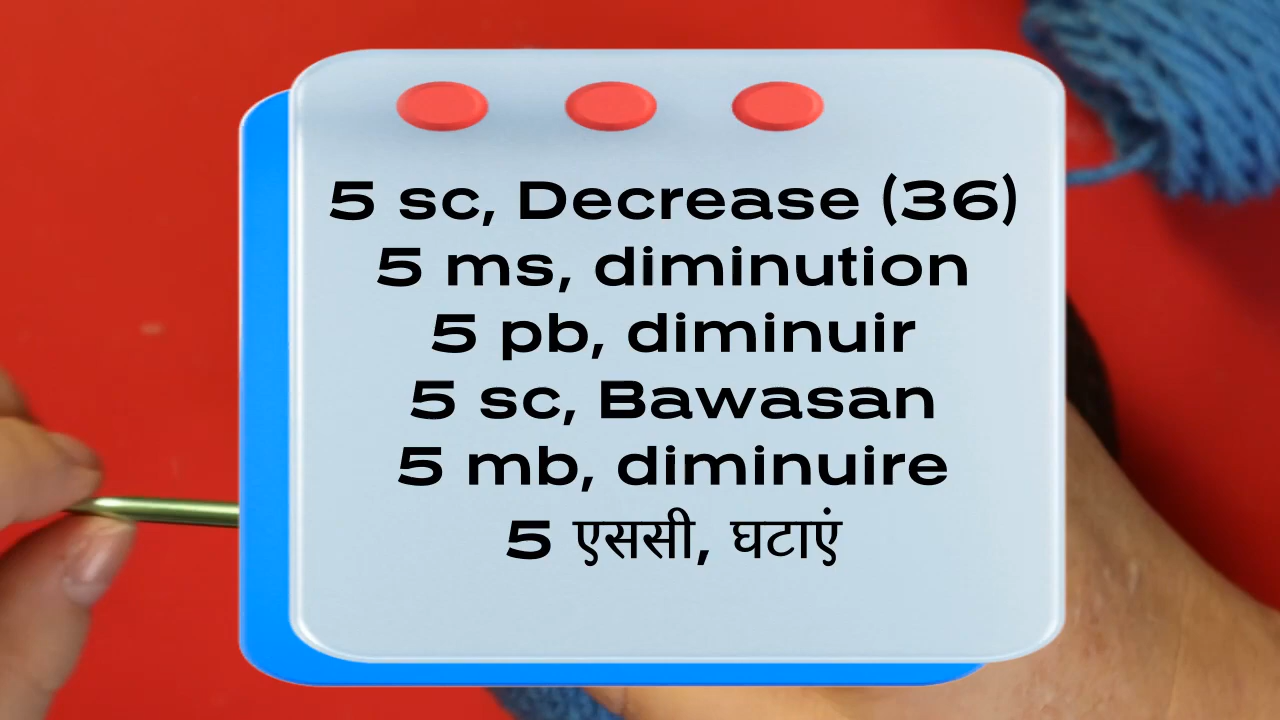 5 sc, Decrease (36)
5 ms, diminution
5 pb, diminuir
5 sc, Bawasan
5 mb, diminuire
5 एससी, घटाएं